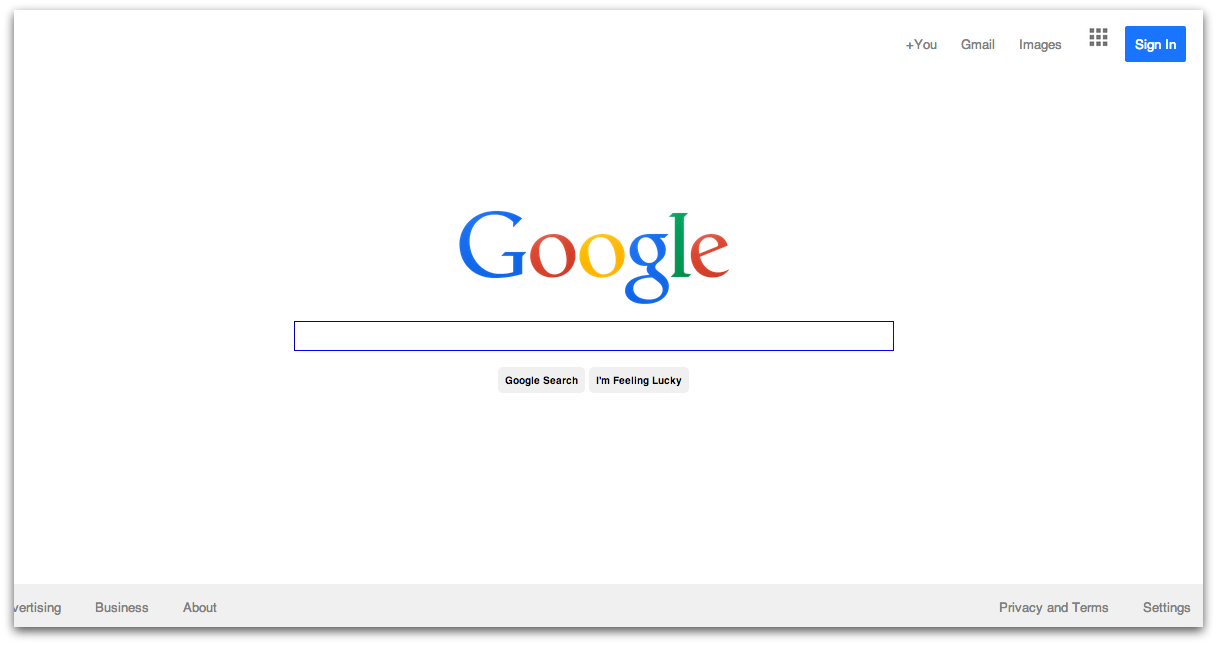 +You Gmail Images Sign In
Google
Google Search I'm Feeling Lucky
vertising Business About Privacy and Terms Settings